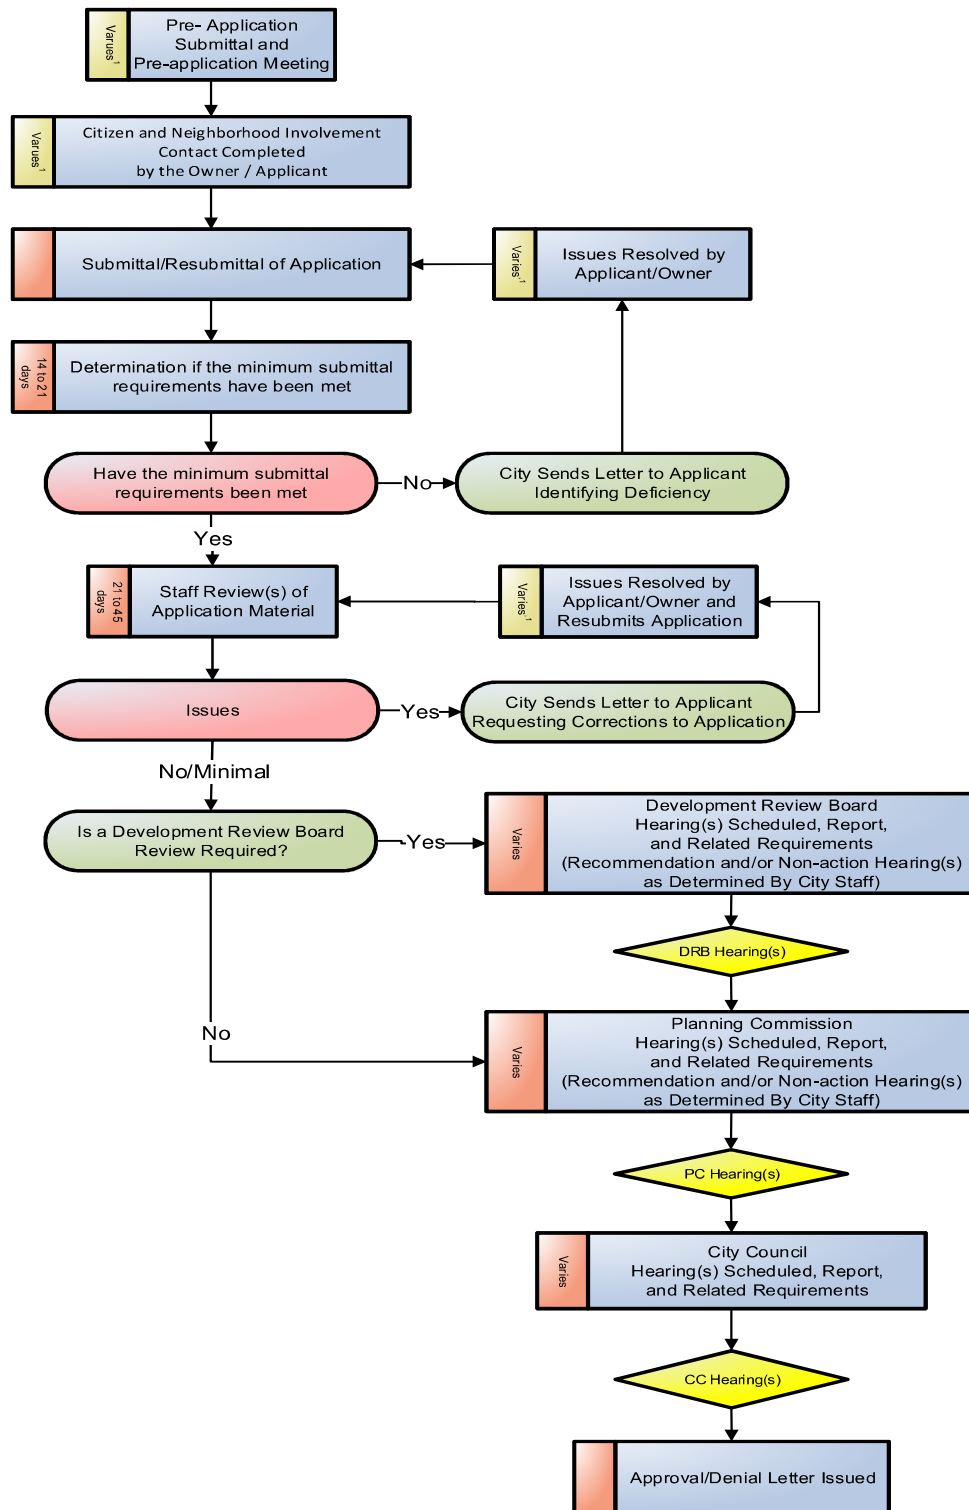 Pre- Application
Submittal and
Pre-application Meeting
Varues¹
Citizen and Neighborhood Involvement
Contact Completed
by the Owner / Applicant
Varues¹
Submittal/Resubmittal of Application
Issues Resolved by
Applicant/Owner
Varies,¹
14 to 21
days
Determination if the minimum submittal
requirements have been met
Have the minimum submittal
requirements been met
No
City Sends Letter to Applicant
Identifying Deficiency
Yes
21 to 45
days
Staff Review(s) of
Application Material
Varies,¹
Issues Resolved by
Applicant/Owner and
Resubmits Application
Issues
Yes
City Sends Letter to Applicant
Requesting Corrections to Application
No/Minimal
Is a Development Review Board
Review Required?
Yes
Varies
Development Review Board
Hearing(s) Scheduled, Report,
and Related Requirements
(Recommendation and/or Non-action Hearing(s)
as Determined By City Staff)
DRB Hearing(s)
No
Varies
Planning Commission
Hearing(s) Scheduled, Report,
and Related Requirements
(Recommendation and/or Non-action Hearing(s)
as Determined By City Staff)
PC Hearing(s)
Varies
City Council
Hearing(s) Scheduled, Report,
and Related Requirements
CC Hearing(s)
Approval/Denial Letter Issued